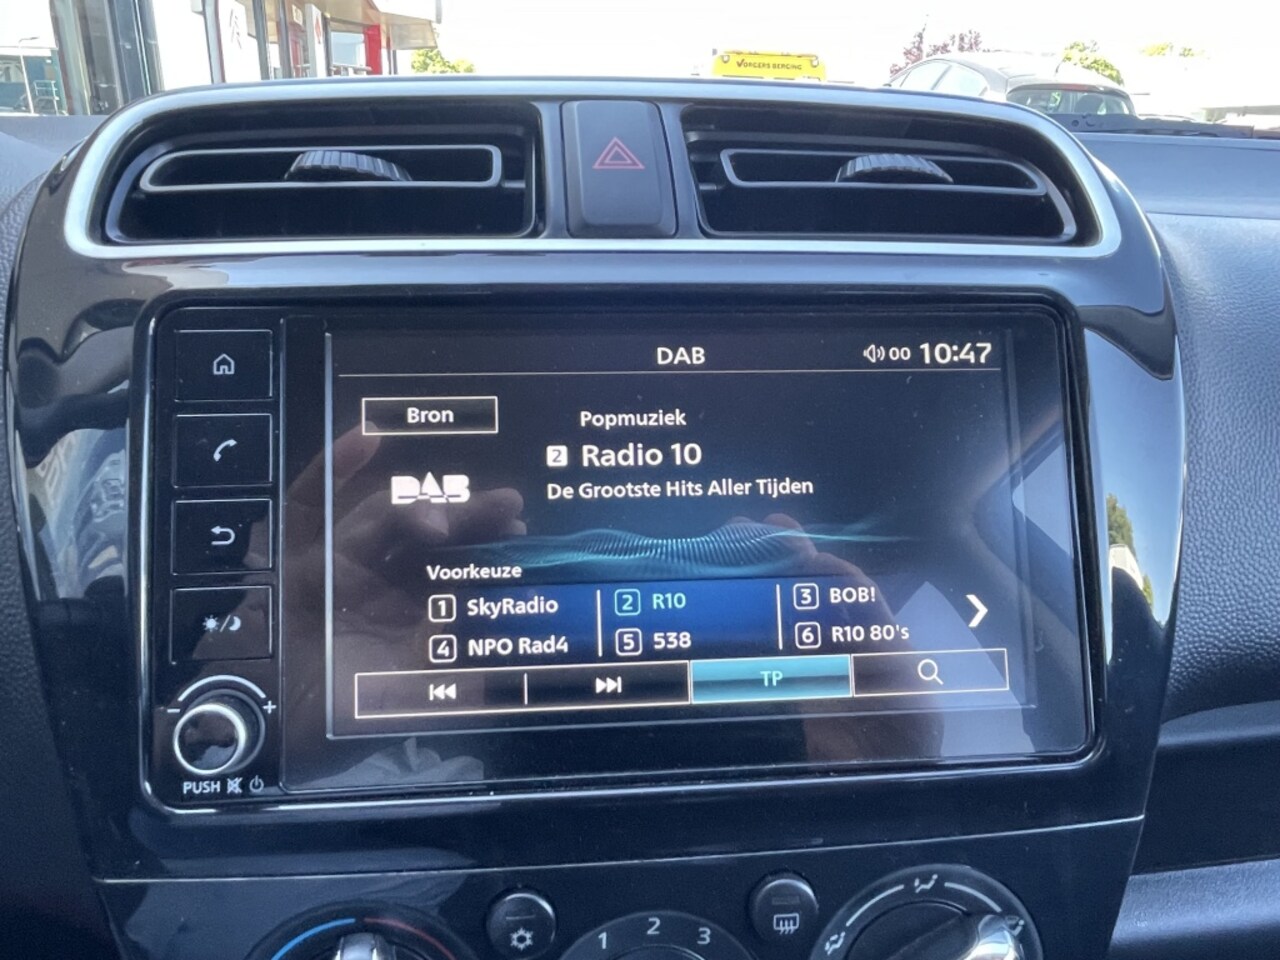 VORGERS BERGING
DAB
00 10:47
Bron
Popmuziek
2 Radio 10
DAB
De Grootste Hits Aller Tijden
Voorkeuze
1 SkyRadio
2 R10
3 BOB!
4 NPO Rad4
5 538
6 R10 80's
TP
- +
PUSH
1 2 3